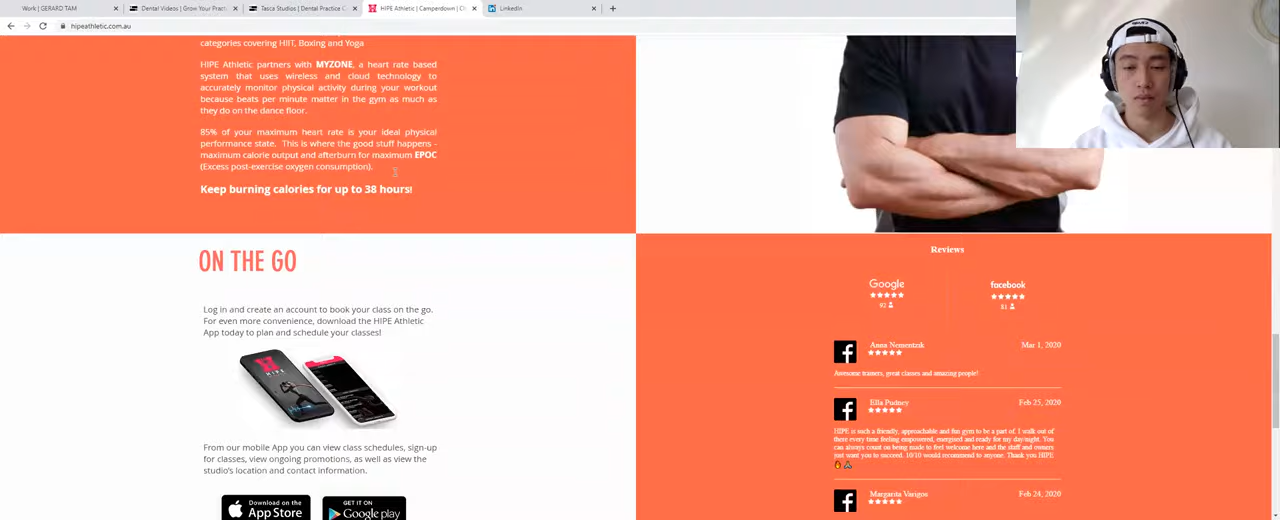 Work | GERARD TAM
Dental Videos | Grow Your Pract
Tasca Studios | Dental Practice C
HIPE Athletic | Camperdown | Ch
LinkedIn
hipeathletic.com.au
categories covering HIIT, Boxing and Yoga
HIPE Athletic partners with MYZONE, a heart rate based
system that uses wireless and cloud technology to
accurately monitor physical activity during your workout
because beats per minute matter in the gym as much as
they do on the dance floor.
85% of your maximum heart rate is your ideal physical
performance state. This is where the good stuff happens -
maximum calorie output and afterburn for maximum EPOC
(Excess post-exercise oxygen consumption).
Keep burning calories for up to 38 hours!
ON THE GO
Log in and create an account to book your class on the go.
For even more convenience, download the HIPE Athletic
App today to plan and schedule your classes!
HIPE
From our mobile App you can view class schedules, sign-up
for classes, view ongoing promotions, as well as view the
studio's location and contact information.
Download on the
App Store
GET IT ON
Google play
Reviews
Google
92
facebook
81
Anna Nementzik
Mar 1, 2020
Awesome trainers, great classes and amazing people!
Ella Pudney
Feb 25, 2020
HIPE is such a friendly, approachable and fun gym to be a part of. I walk out of
there every time feeling empowered, energised and ready for my day/night. You
can always count on being made to feel welcome here and the staff and owners
just want you to succeed. 10/10 would recommend to anyone. Thank you HIPE
🔥🙏
Margarita Varigos
Feb 24, 2020